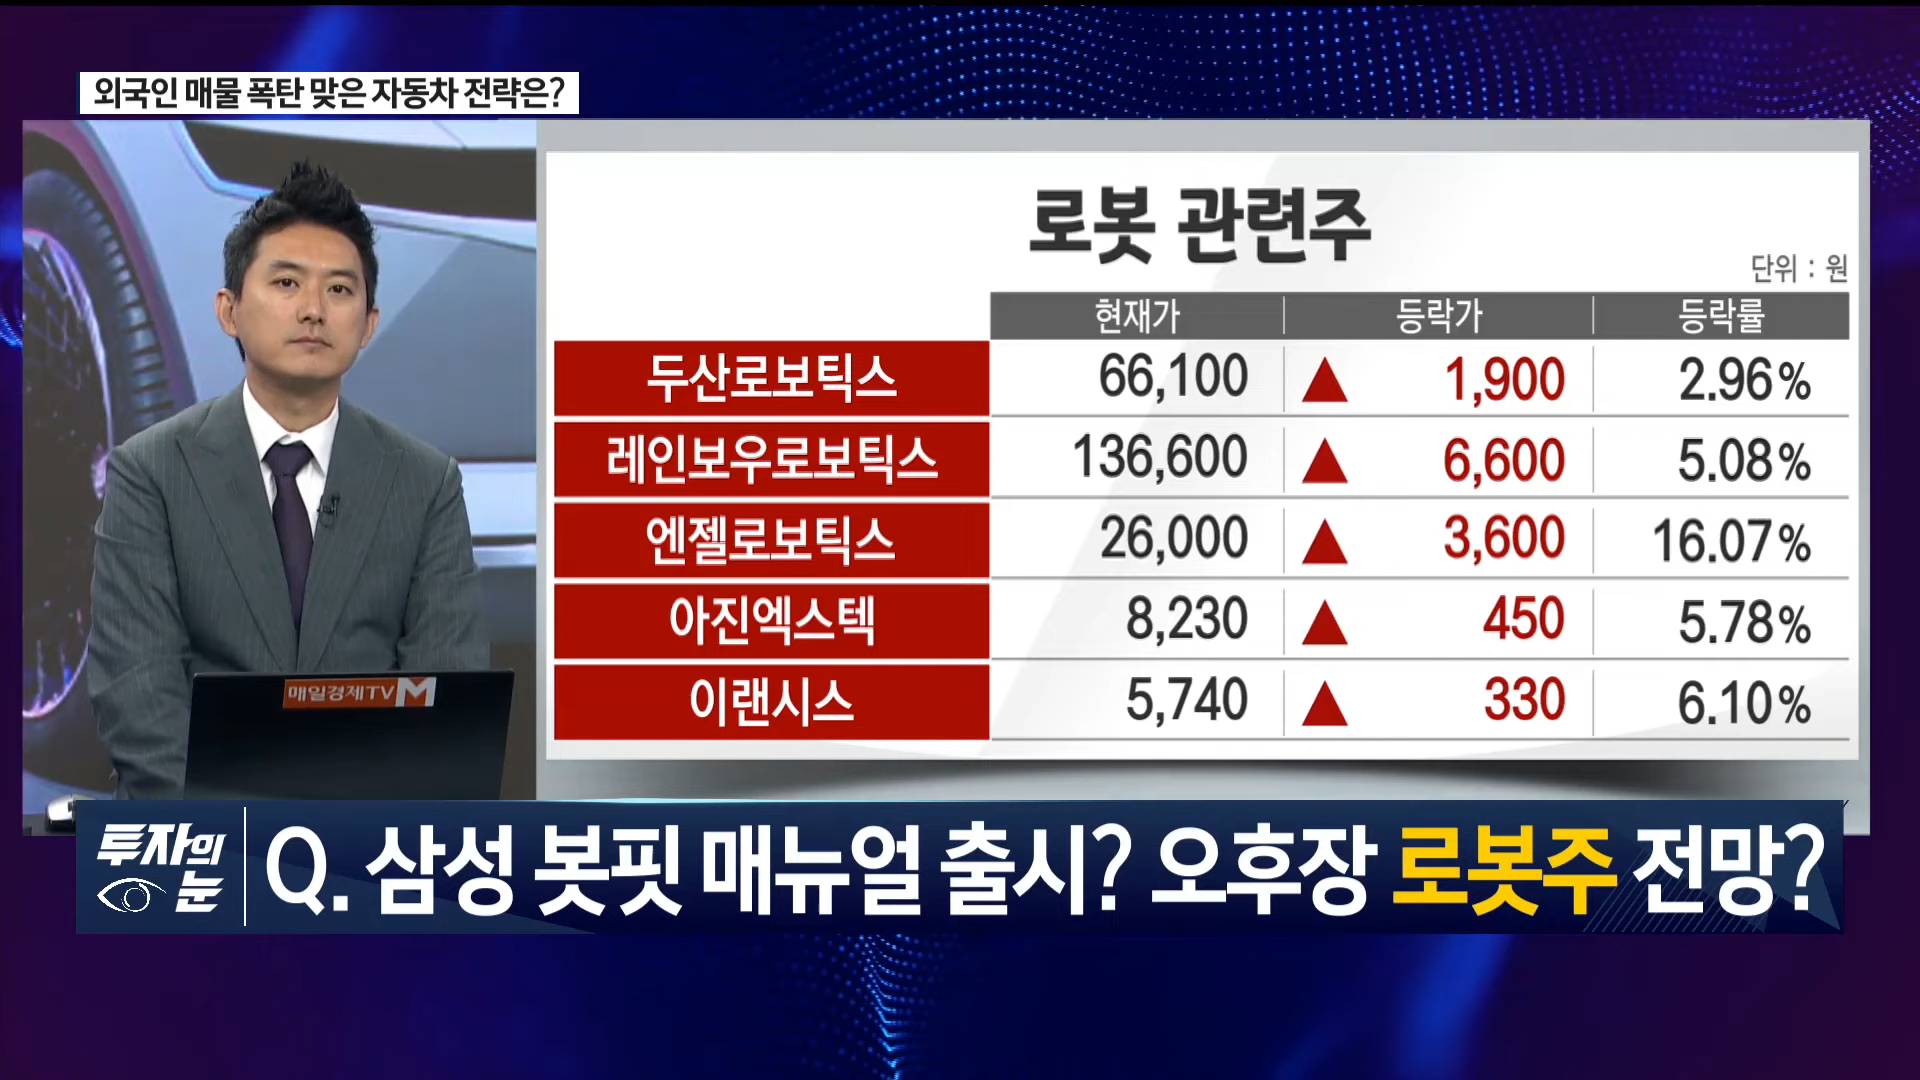 외국인 매물 폭탄 맞은 자동차 전략은?
로봇 관련주
단위 : 원
현재가 등락가 등락률
두산로보틱스 66,100 ▲ 1,900 2.96%
레인보우로보틱스 136,600 ▲ 6,600 5.08%
엔젤로보틱스 26,000 ▲ 3,600 16.07%
아진엑스텍 8,230 ▲ 450 5.78%
이랜시스 5,740 ▲ 330 6.10%
매일경제TV M
투자의
눈
Q. 삼성 봇핏 매뉴얼 출시? 오후장 로봇주 전망?